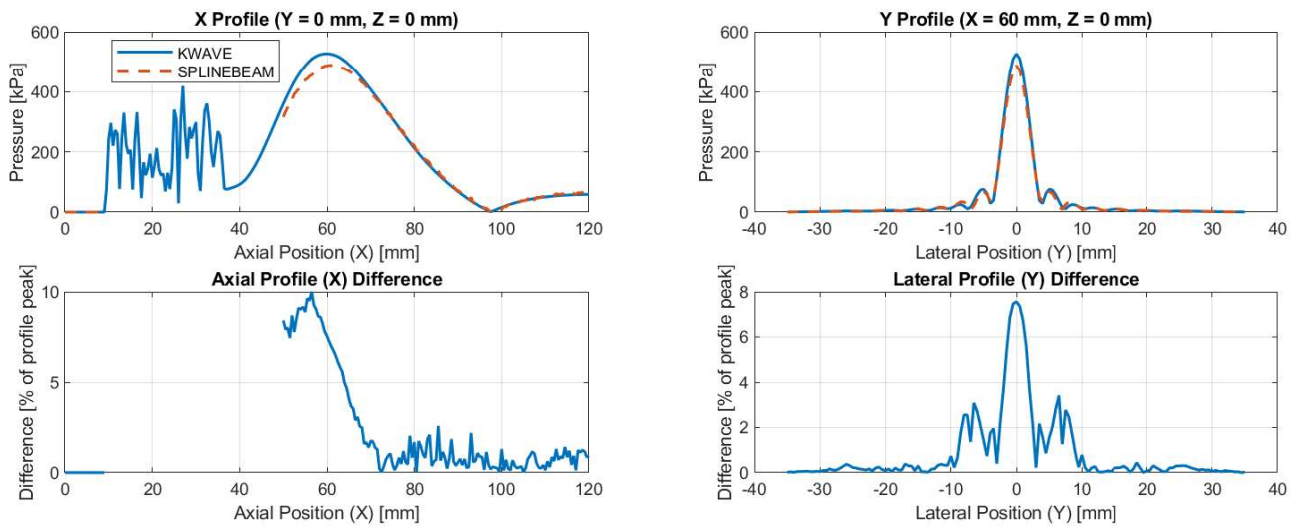 X Profile (Y = 0 mm, Z = 0 mm)
600
400
200
0
Pressure [kPa]
KWAVE
SPLINEBEAM
0 20 40 60 80 100 120
Axial Position (X) [mm]
Y Profile (X = 60 mm, Z = 0 mm)
600
400
200
0
Pressure [kPa]
-40 -30 -20 -10 0 10 20 30 40
Lateral Position (Y) [mm]
Axial Profile (X) Difference
10
5
0
Difference [% of profile peak]
0 20 40 60 80 100 120
Axial Position (X) [mm]
Lateral Profile (Y) Difference
8
6
4
2
0
Difference [% of profile peak]
-40 -30 -20 -10 0 10 20 30 40
Lateral Position (Y) [mm]